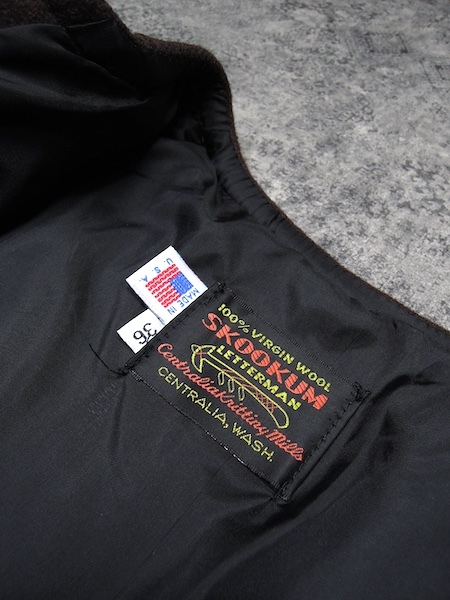 MADE IN
U. S. A.
36
100% VIRGIN WOOL
SKOOKUM
LETTERMAN
Centralia Knitting Mills
CENTRALIA, WASH.